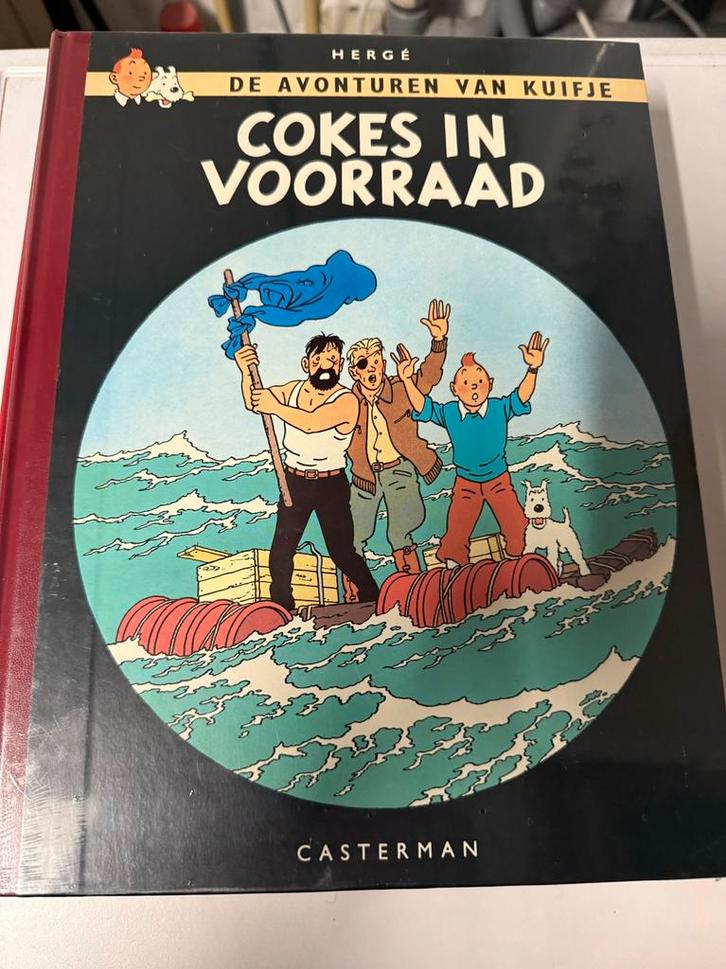 HERGÉ
DE AVONTUREN VAN KUIFJE
COKES IN
VOORRAAD
CASTERMAN